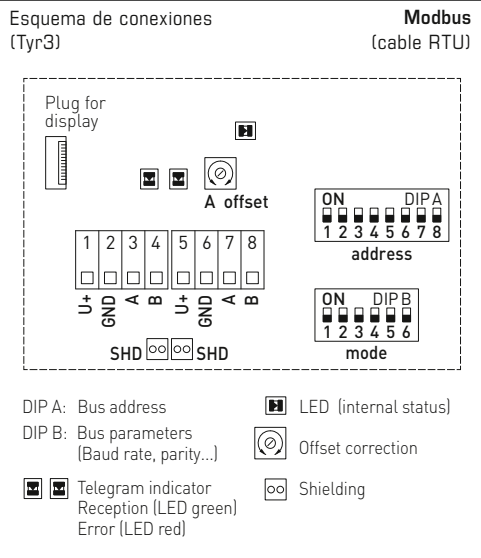 Esquema de conexiones
(Tyr3)
Modbus
(cable RTU)
Plug for
display
A offset
ON DIP A
1 2 3 4 5 6 7 8
address
1 2 3 4 5 6 7 8
U+ GND A B U+ GND A B
ON DIP B
1 2 3 4 5 6
mode
SHD SHD
DIP A: Bus address
DIP B: Bus parameters
(Baud rate, parity...)
Telegram indicator
Reception (LED green)
Error (LED red)
LED (internal status)
Offset correction
Shielding